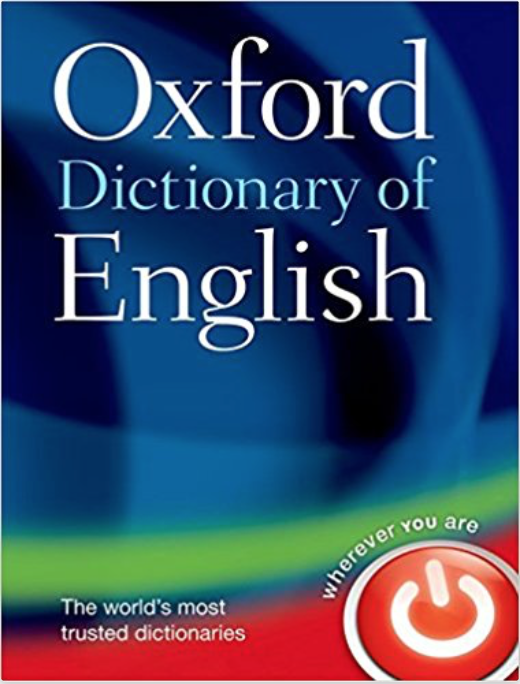 Oxford
Dictionary of
English
wherever YOU are
The world's most
trusted dictionaries